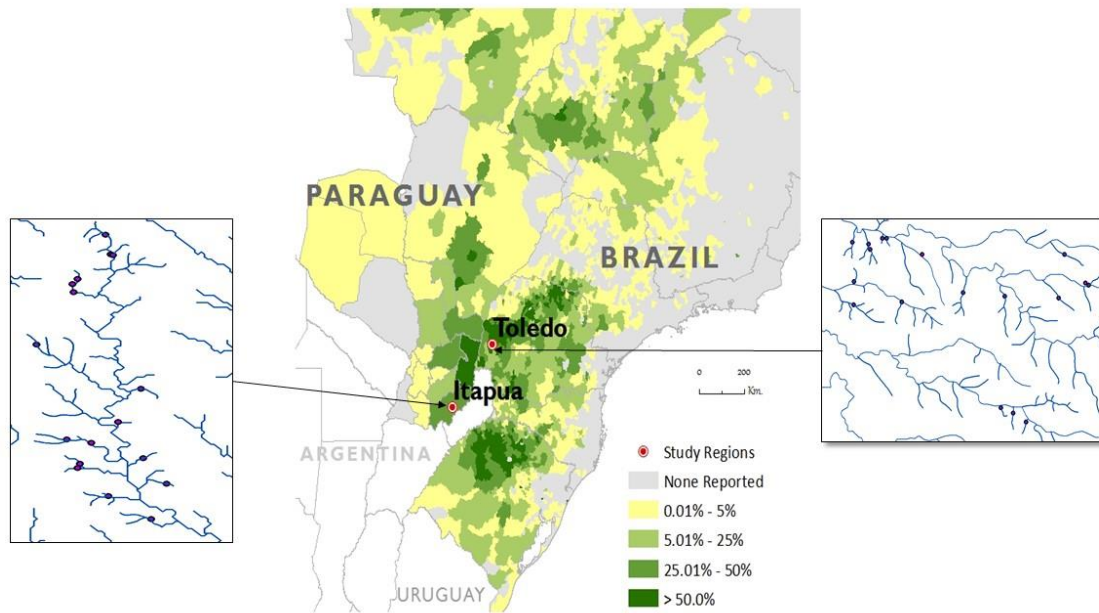 PARAGUAY
BRAZIL
Toledo
Itapua
0 200
Km.
ARGENTINA
Study Regions
None Reported
0.01% - 5%
5.01% - 25%
25.01% - 50%
> 50.0%
URUGUAY